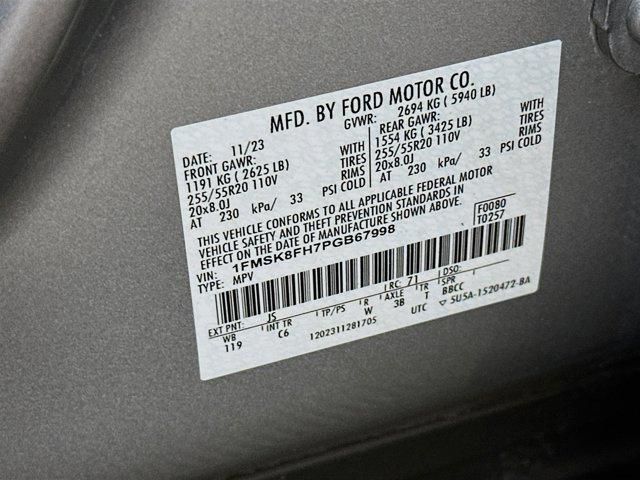 MFD. BY FORD MOTOR CO.
DATE: 11/23 GVWR: 2694 KG ( 5940 LB)
FRONT GAWR: REAR GAWR:
1191 KG ( 2625 LB) WITH 1554 KG ( 3425 LB) WITH
255/55R20 110V TIRES 255/55R20 110V TIRES
20x8.0J RIMS 20x8.0J RIMS
AT 230 kPa/ 33 PSI COLD AT 230 kPa/ 33 PSI COLD
THIS VEHICLE CONFORMS TO ALL APPLICABLE FEDERAL MOTOR
VEHICLE SAFETY AND THEFT PREVENTION STANDARDS IN
EFFECT ON THE DATE OF MANUFACTURE SHOWN ABOVE.
F0080
T0257
VIN: 1FMSK8FH7PGB67998
TYPE: MPV
EXT PNT: JS RC: 71 DSO:
WB INT TR TP/PS R AXLE TR SPR
119 C6 W 3B T BBCC
1202311281705 UTC 5U5A-1520472-BA